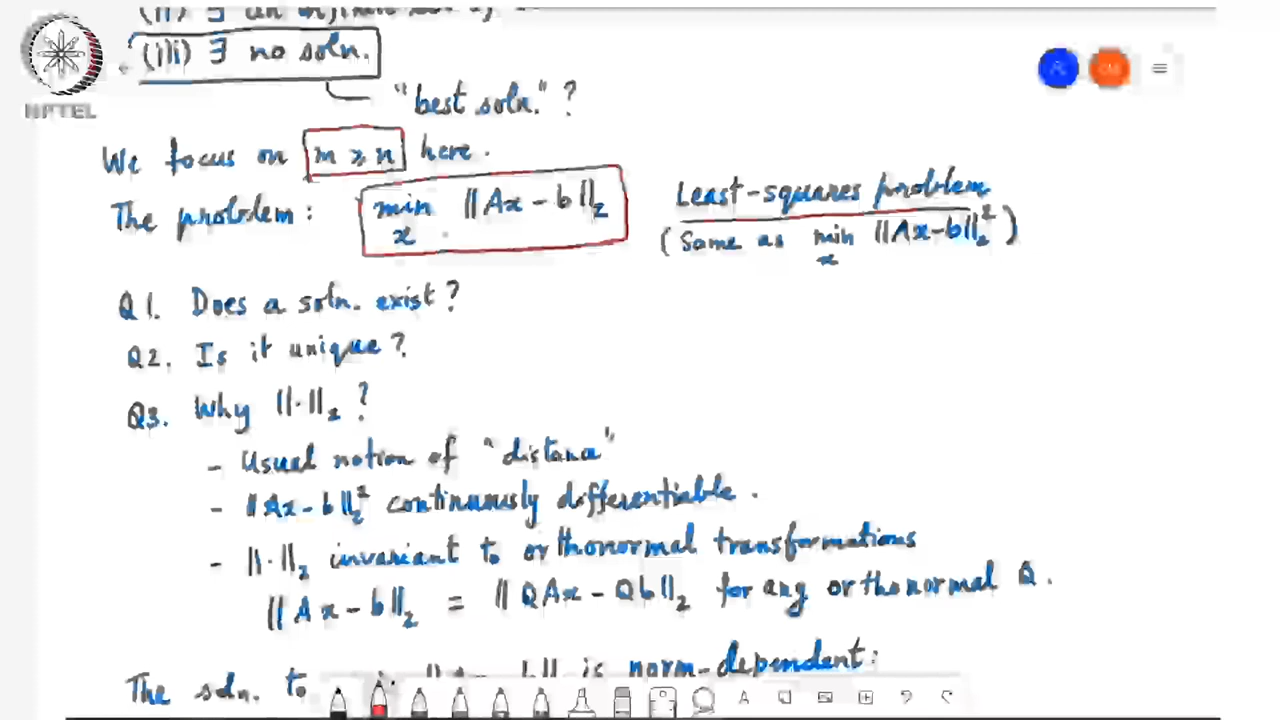 (ii) ∃ an infinite
(iii) ∃ no soln.
NPTEL
"best soln." ?
We focus on m ≥ n here.
The problem: min x ||Ax - b||₂
Least-squares problem
(Same as min x ||Ax-b||₂²)
Q1. Does a soln. exist?
Q2. Is it unique?
Q3. Why ||·||₂?
- Usual notion of "distance"
- ||Ax-b||₂² continuously differentiable.
- ||·||₂ invariant to orthonormal transformations
||Ax-b||₂ = ||QAx - Qb||₂ for any orthonormal Q.
The soln. to is norm-dependent: